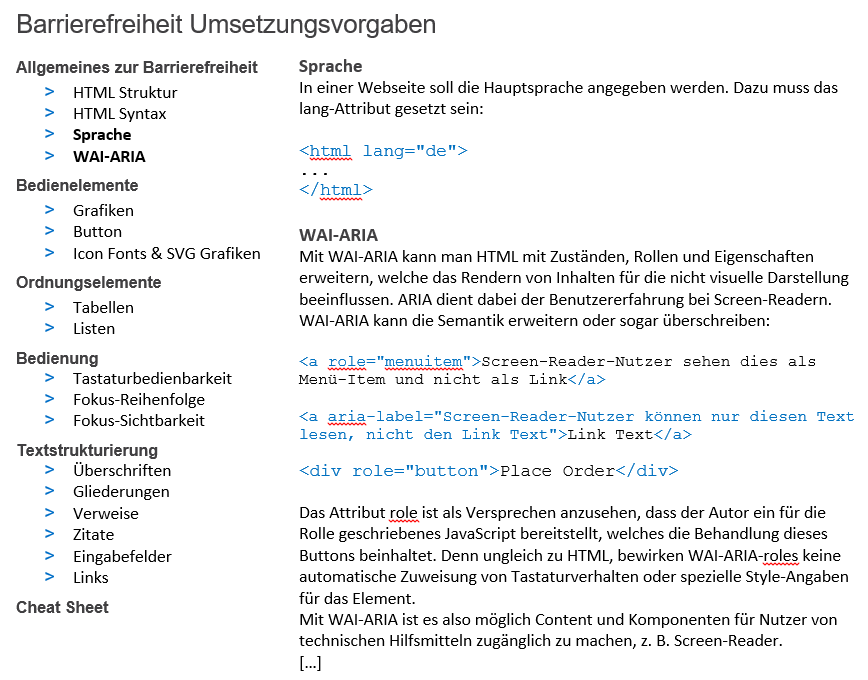 Barrierefreiheit Umsetzungsvorgaben
Allgemeines zur Barrierefreiheit
> HTML Struktur
> HTML Syntax
> Sprache
> WAI-ARIA
Bedienelemente
> Grafiken
> Button
> Icon Fonts & SVG Grafiken
Ordnungselemente
> Tabellen
> Listen
Bedienung
> Tastaturbedienbarkeit
> Fokus-Reihenfolge
> Fokus-Sichtbarkeit
Textstrukturierung
> Überschriften
> Gliederungen
> Verweise
> Zitate
> Eingabefelder
> Links
Cheat Sheet
Sprache
In einer Webseite soll die Hauptsprache angegeben werden. Dazu muss das
lang-Attribut gesetzt sein:
<html lang="de">
...
</html>
WAI-ARIA
Mit WAI-ARIA kann man HTML mit Zuständen, Rollen und Eigenschaften
erweitern, welche das Rendern von Inhalten für die nicht visuelle Darstellung
beeinflussen. ARIA dient dabei der Benutzererfahrung bei Screen-Readern.
WAI-ARIA kann die Semantik erweitern oder sogar überschreiben:
<a role="menuitem">Screen-Reader-Nutzer sehen dies als
Menü-Item und nicht als Link</a>
<a aria-label="Screen-Reader-Nutzer können nur diesen Text
lesen, nicht den Link Text">Link Text</a>
<div role="button">Place Order</div>
Das Attribut role ist als Versprechen anzusehen, dass der Autor ein für die
Rolle geschriebenes JavaScript bereitstellt, welches die Behandlung dieses
Buttons beinhaltet. Denn ungleich zu HTML, bewirken WAI-ARIA-roles keine
automatische Zuweisung von Tastaturverhalten oder spezielle Style-Angaben
für das Element.
Mit WAI-ARIA ist es also möglich Content und Komponenten für Nutzer von
technischen Hilfsmitteln zugänglich zu machen, z. B. Screen-Reader.
[…]